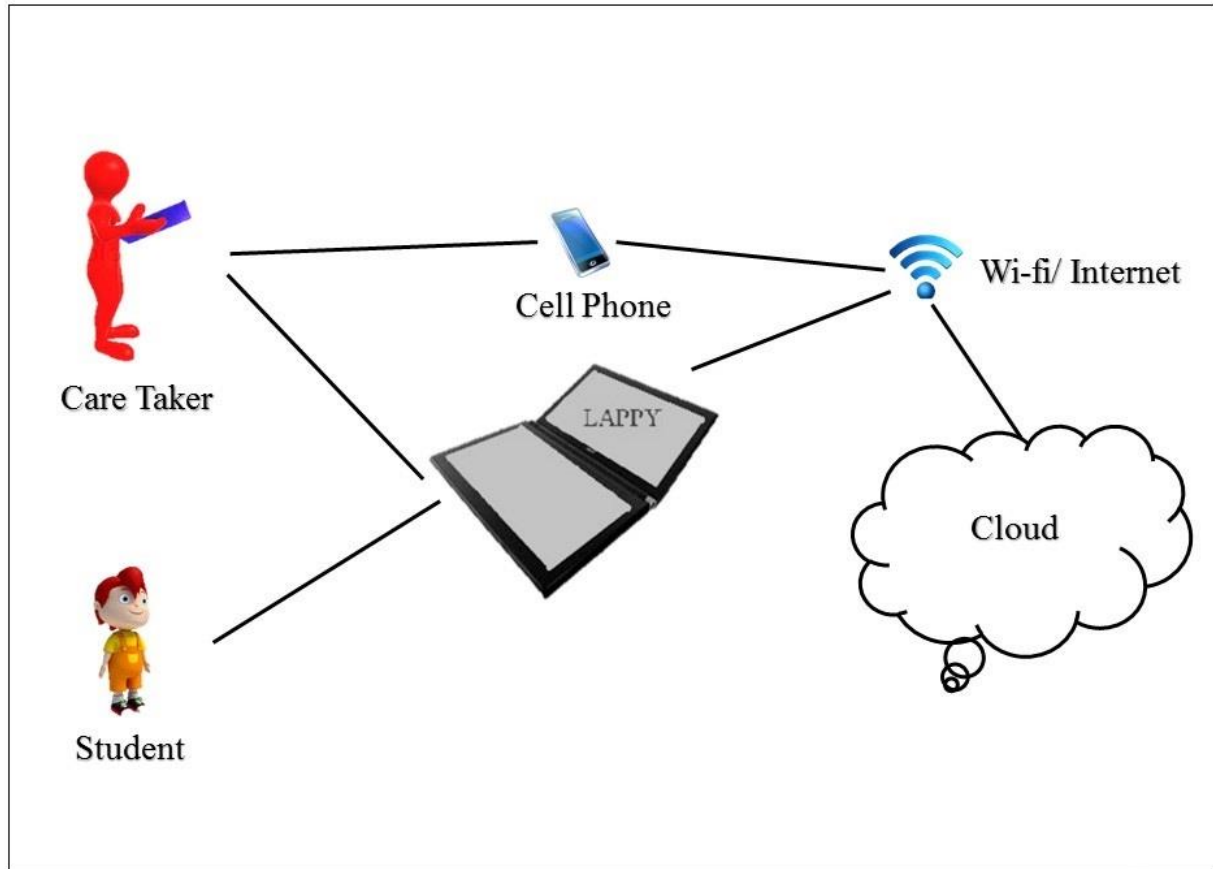 Cell Phone
Wi-fi/ Internet
Care Taker
LAPPY
Cloud
Student